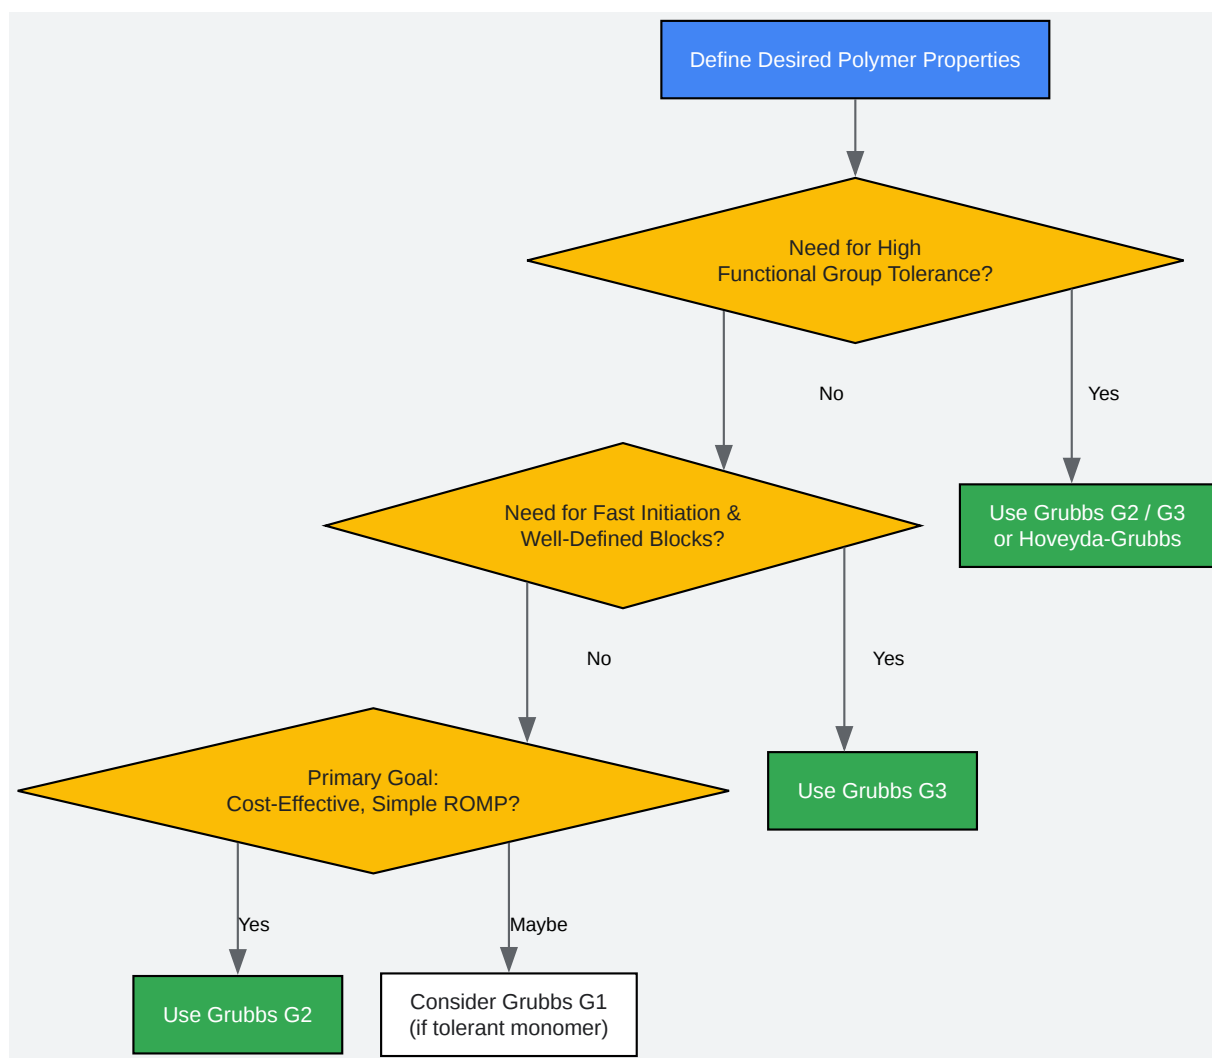 Define Desired Polymer Properties
Need for High
Functional Group Tolerance?
No
Yes
Need for Fast Initiation &
Well-Defined Blocks?
Use Grubbs G2 / G3
or Hoveyda-Grubbs
No
Yes
Primary Goal:
Cost-Effective, Simple ROMP?
Use Grubbs G3
Yes
Maybe
Use Grubbs G2
Consider Grubbs G1
(if tolerant monomer)